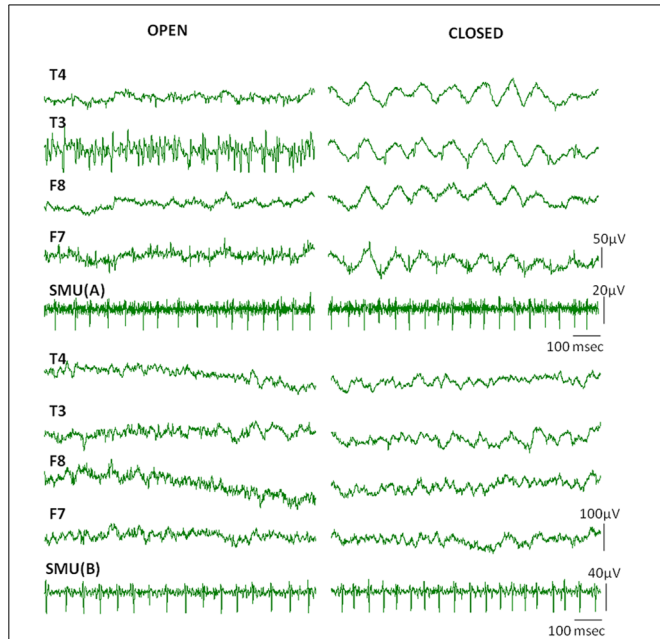 OPEN CLOSED
T4
T3
F8
F7
50µV
SMU(A)
20µV
100 msec
T4
T3
F8
F7
100µV
SMU(B)
40µV
100 msec